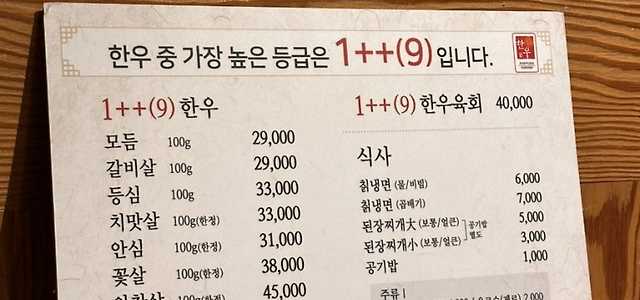 한우 중 가장 높은 등급은 1++(9)입니다.
1++(9) 한우
모듬 100g 29,000
갈비살 100g 29,000
등심 100g 33,000
치맛살 100g(한정) 33,000
안심 100g(한정) 31,000
꽃살 100g(한정) 38,000
100g(한정) 45,000
1++(9) 한우육회 40,000
식사
칡냉면 (물/비빔) 6,000
칡냉면 (곱배기) 7,000
된장찌개大 (보통/얼큰) 5,000
된장찌개小 (보통/얼큰) 3,000
공기밥 별도
공기밥 1,000
주류 |
2,000